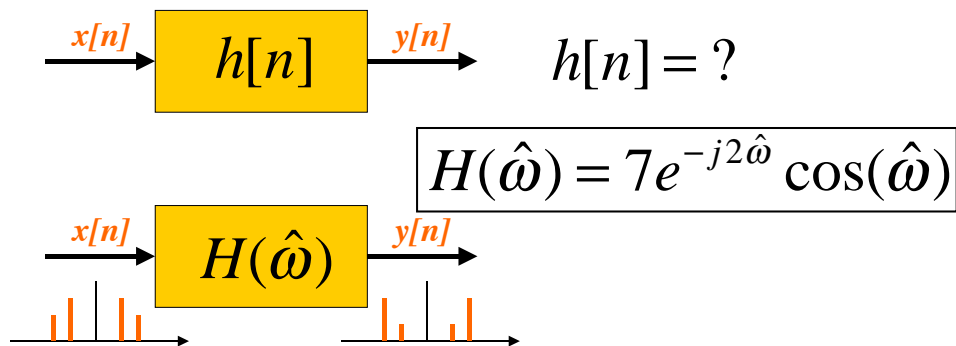 x[n] h[n] y[n] h[n] = ?
H(ω̂) = 7e^{-j2ω̂} cos(ω̂)
x[n] H(ω̂) y[n]